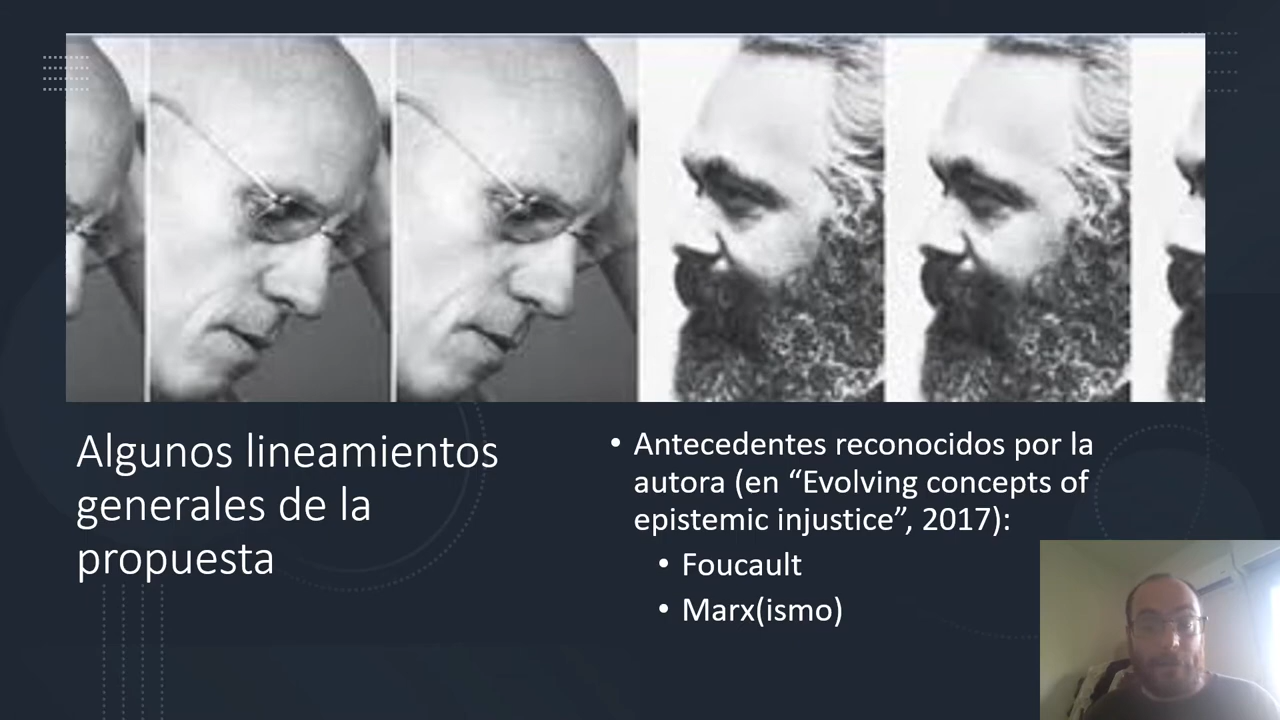 Algunos lineamientos
generales de la
propuesta
• Antecedentes reconocidos por la
autora (en “Evolving concepts of
epistemic injustice”, 2017):
• Foucault
• Marx(ismo)